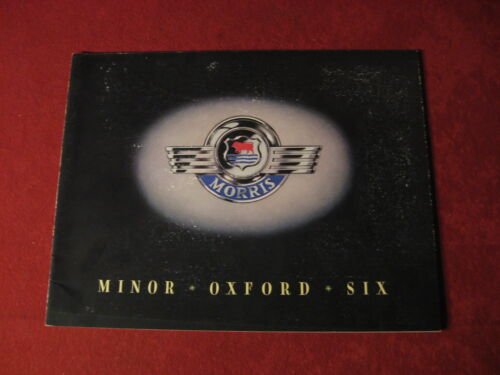 MORRIS
MINOR ✦ OXFORD ✦ SIX